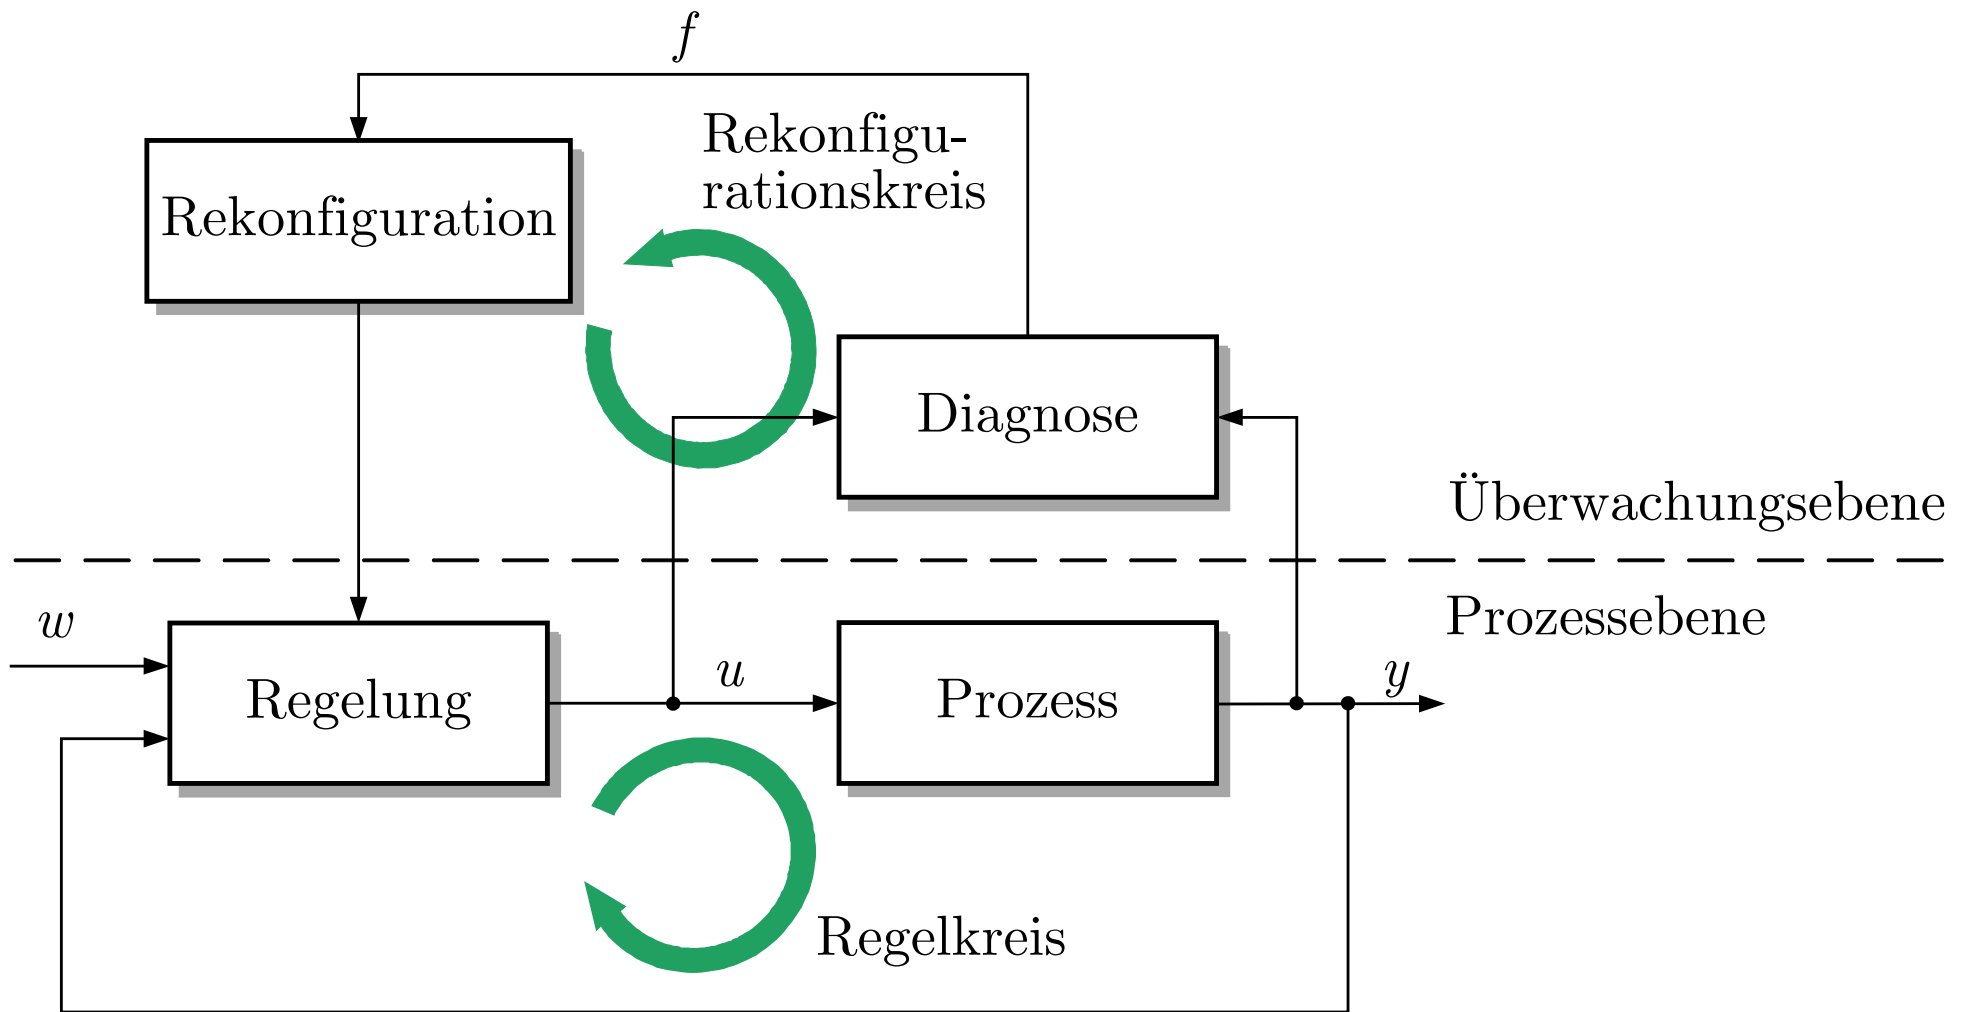 f
Rekonfigu-
rationskreis
Rekonfiguration
Diagnose
Überwachungsebene
Prozessebene
w
Regelung
u
Prozess
y
Regelkreis